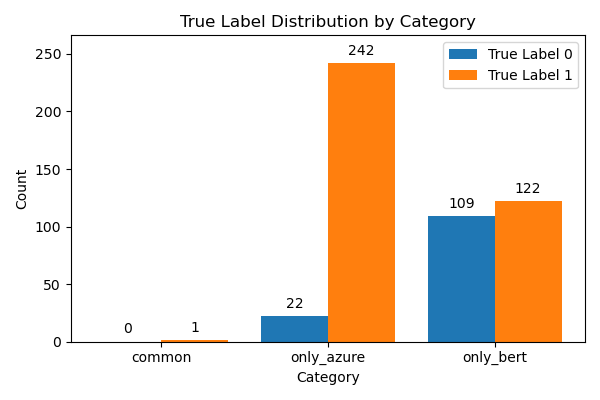 True Label Distribution by Category
True Label 0
True Label 1
Count
250
200
150
100
50
0
0
1
22
242
109
122
common
only_azure
only_bert
Category